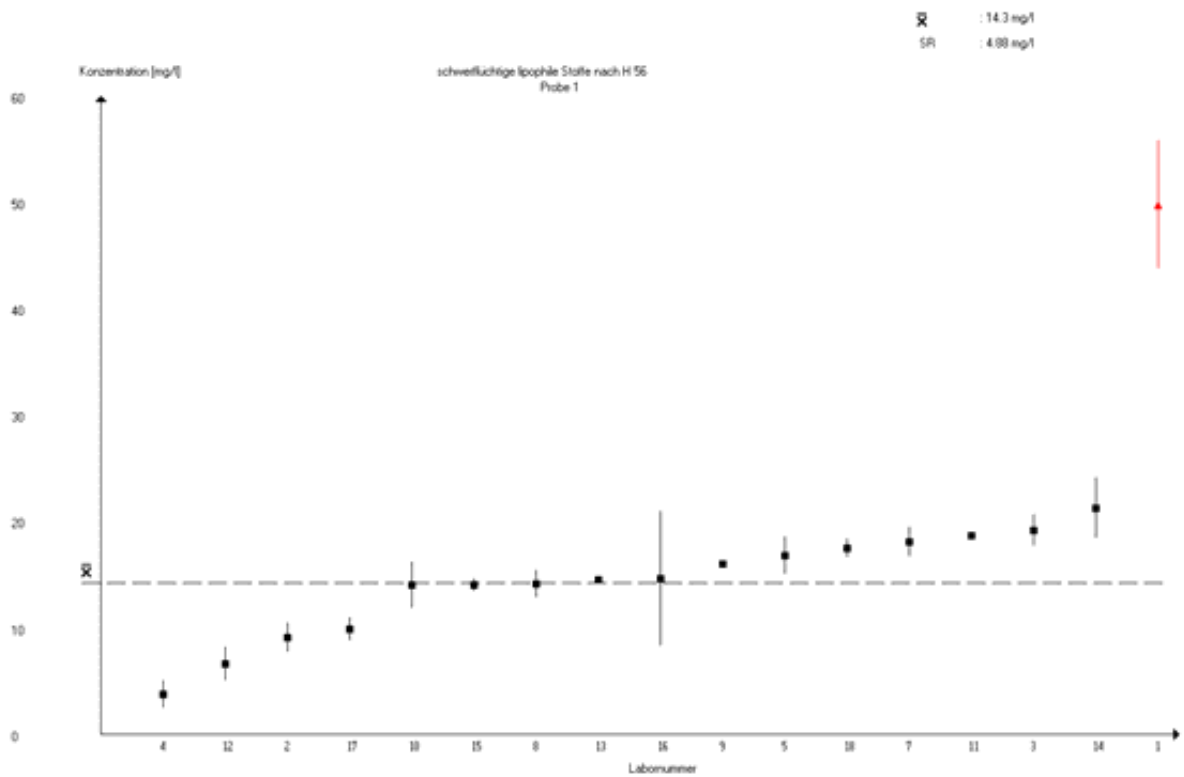 x̿ : 14.3 mg/l
SR : 4.88 mg/l
Konzentration [mg/l]
schwerflüchtige lipophile Stoffe nach H 56
Probe 1
60
50
40
30
20
x̿
10
0
4 12 2 17 10 15 8 13 16 9 5 18 7 11 3 14 1
Labornummer